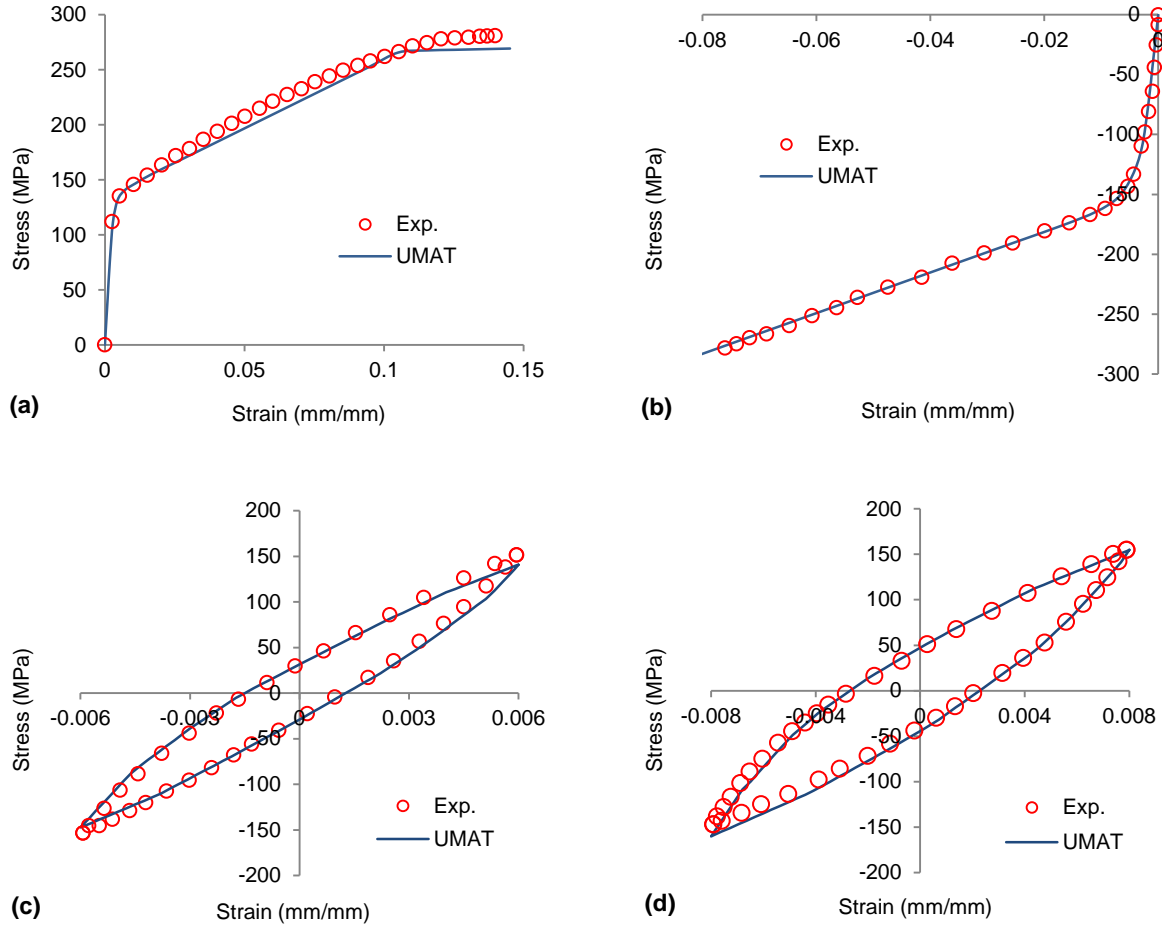 300
250
200
150
100
50
0
0 0.05 0.1 0.15
Stress (MPa)
Strain (mm/mm)
Exp.
UMAT
(a)
-0.08 -0.06 -0.04 -0.02 0
0
-50
-100
-150
-200
-250
-300
Stress (MPa)
Strain (mm/mm)
Exp.
UMAT
(b)
200
150
100
50
0
-50
-100
-150
-200
-0.006 -0.003 0 0.003 0.006
Stress (MPa)
Strain (mm/mm)
Exp.
UMAT
(c)
200
150
100
50
0
-50
-100
-150
-200
-0.008 -0.004 0 0.004 0.008
Stress (MPa)
Strain (mm/mm)
Exp.
UMAT
(d)